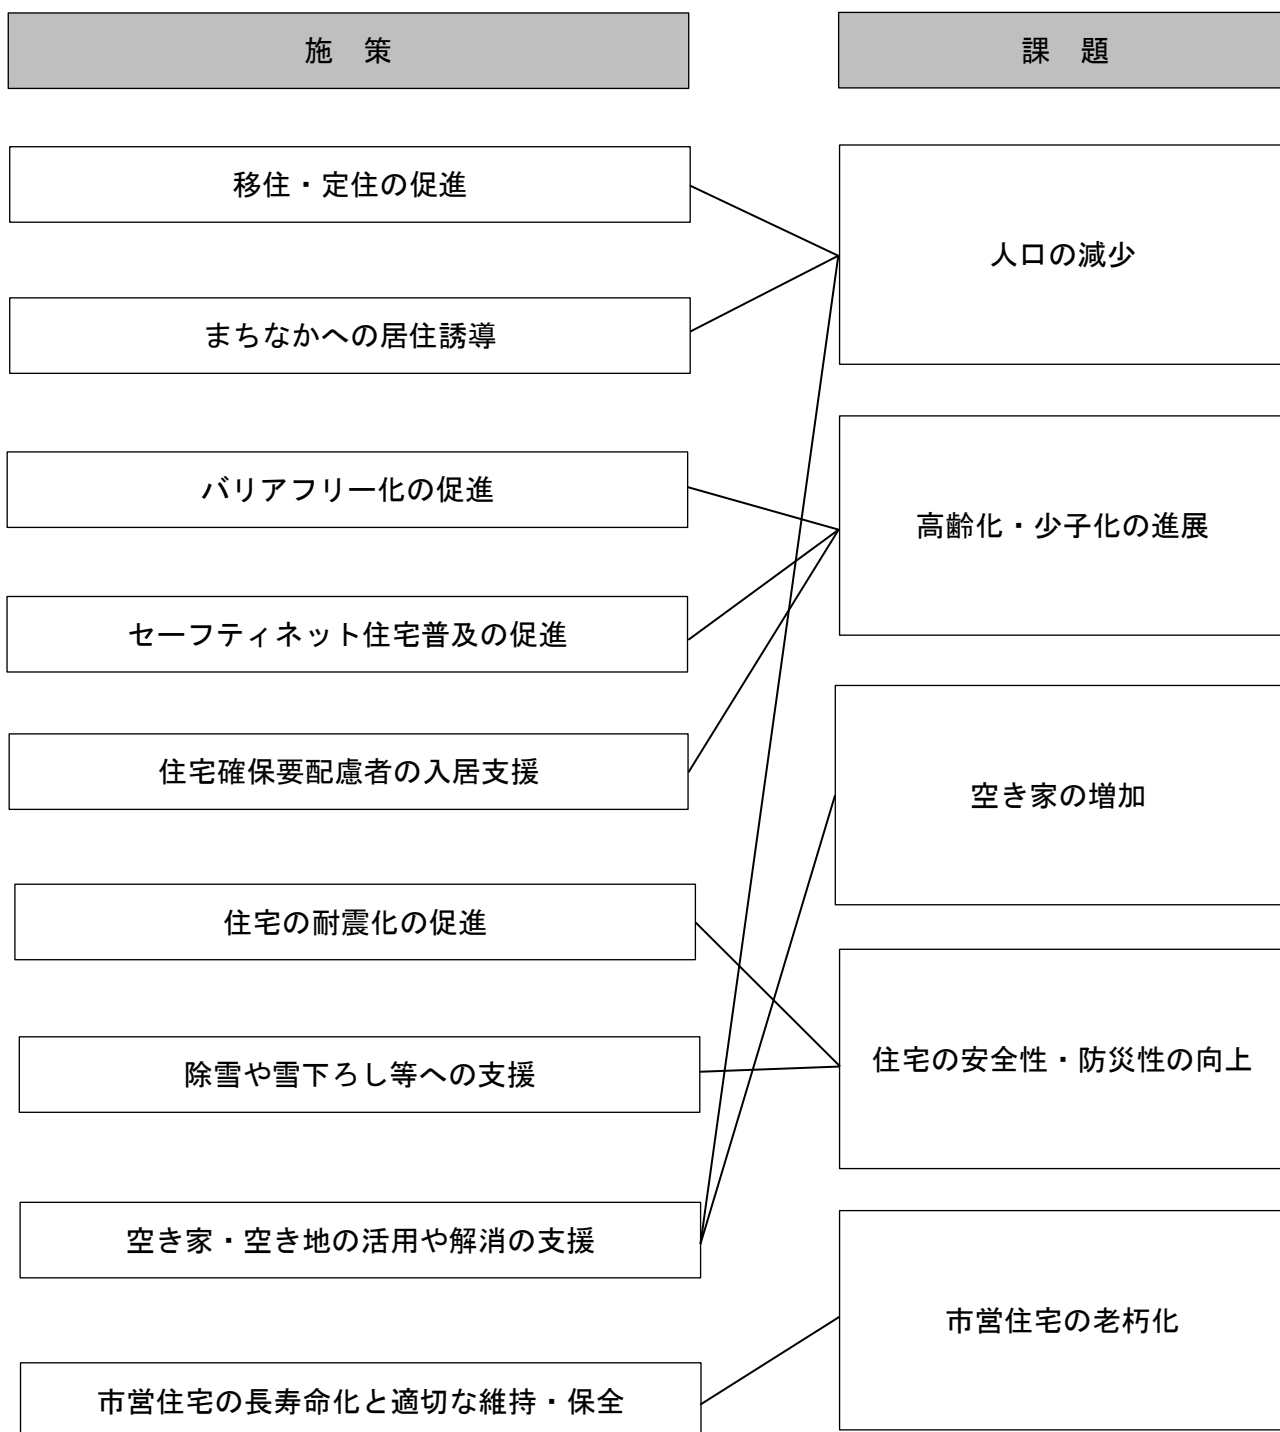 施　策
課　題
移住・定住の促進
まちなかへの居住誘導
バリアフリー化の促進
セーフティネット住宅普及の促進
住宅確保要配慮者の入居支援
住宅の耐震化の促進
除雪や雪下ろし等への支援
空き家・空き地の活用や解消の支援
市営住宅の長寿命化と適切な維持・保全
人口の減少
高齢化・少子化の進展
空き家の増加
住宅の安全性・防災性の向上
市営住宅の老朽化